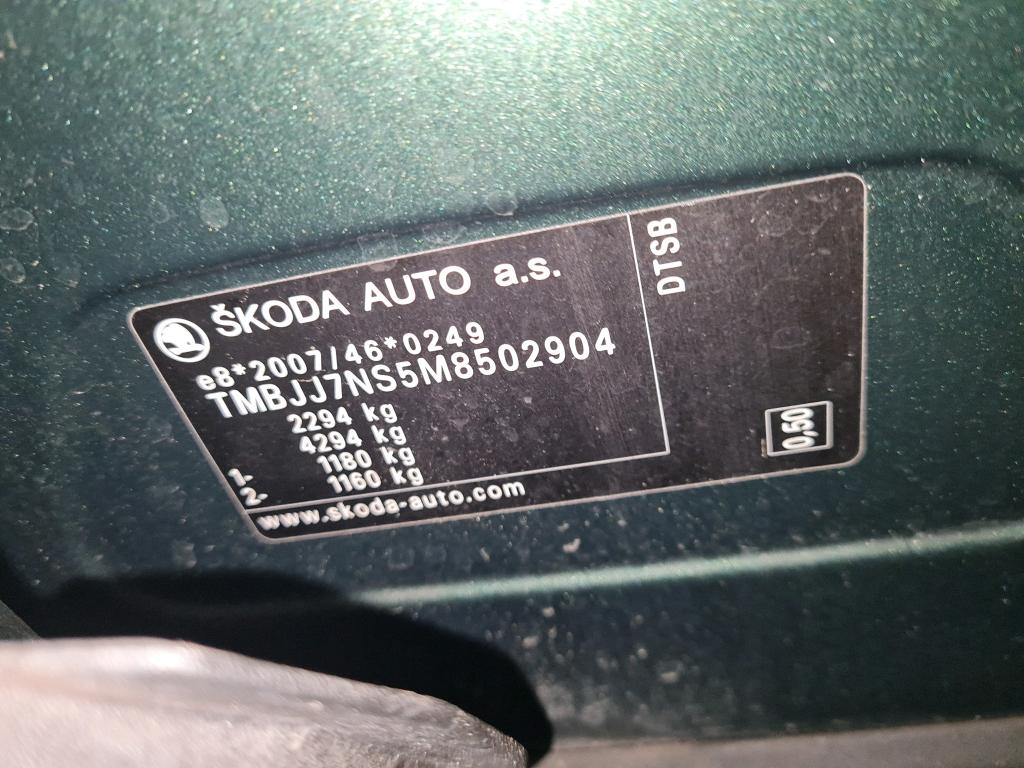 ŠKODA AUTO a.s.
e8*2007/46*0249
TMBJJ7NS5M8502904
2294 kg
4294 kg
1. 1180 kg
2. 1160 kg
www.skoda-auto.com
DTSB
0,50